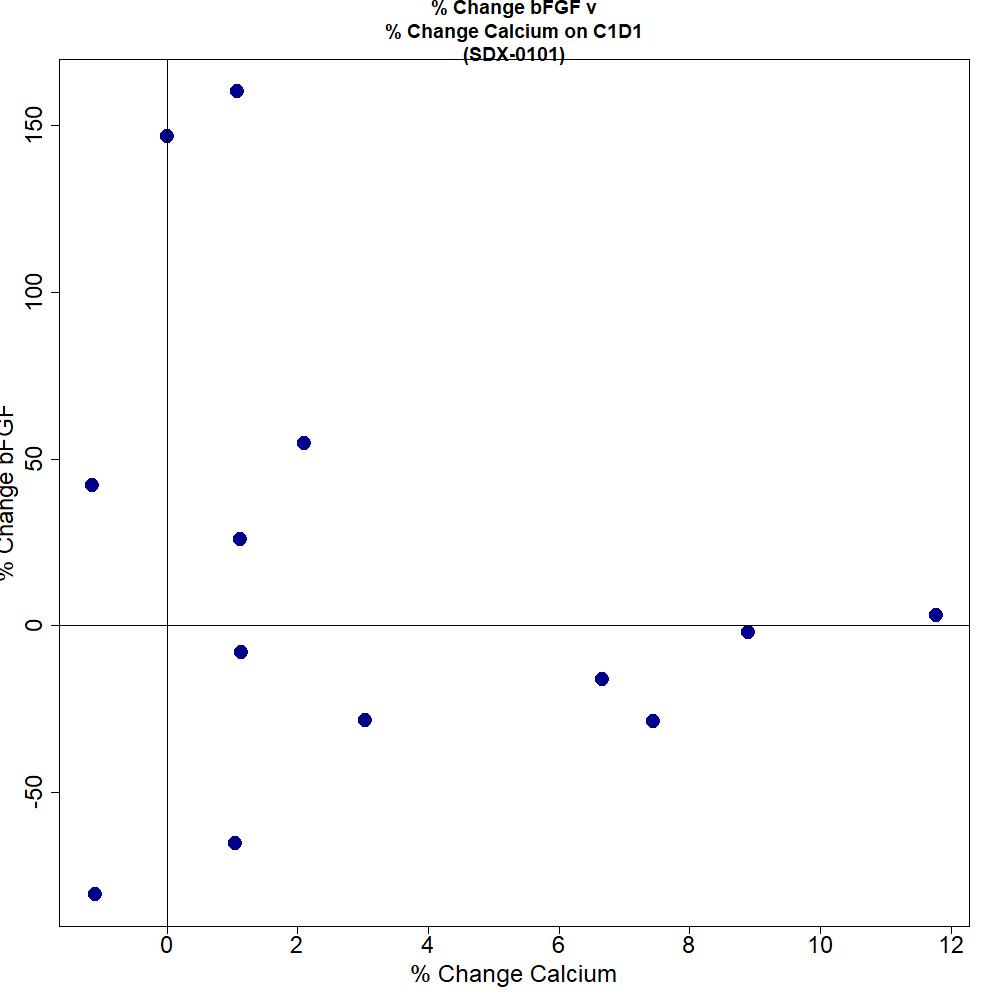 % Change bFGF v
% Change Calcium on C1D1
(SDX-0101)
% Change bFGF
150
100
50
0
-50
0 2 4 6 8 10 12
% Change Calcium